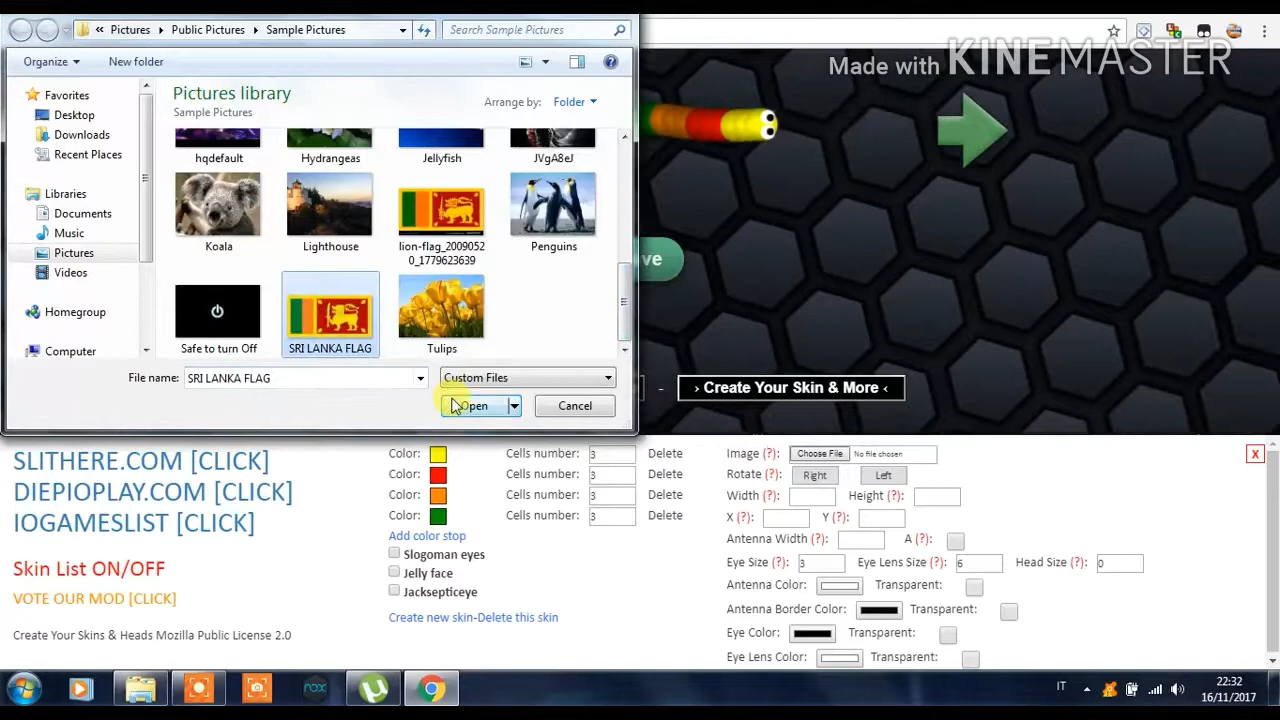 « Pictures ▸ Public Pictures ▸ Sample Pictures
Search Sample Pictures
Made with KINEMASTER
Organize
New folder
Favorites
Desktop
Downloads
Recent Places
Libraries
Documents
Music
Pictures
Videos
Homegroup
Computer
Pictures library
Sample Pictures
Arrange by: Folder
hqdefault
Hydrangeas
Jellyfish
JVgA8eJ
Koala
Lighthouse
lion-flag_2009052
0_1779623639
Penguins
Safe to turn Off
SRI LANKA FLAG
Tulips
File name: SRI LANKA FLAG
Custom Files
Open
Cancel
ve
- › Create Your Skin & More ‹
SLITHERE.COM [CLICK]
DIEPIOPLAY.COM [CLICK]
IOGAMESLIST [CLICK]
Skin List ON/OFF
VOTE OUR MOD [CLICK]
Create Your Skins & Heads Mozilla Public License 2.0
Color: Cells number: 3 Delete
Color: Cells number: 3 Delete
Color: Cells number: 3 Delete
Color: Cells number: 3 Delete
Add color stop
Slogoman eyes
Jelly face
Jacksepticeye
Create new skin-Delete this skin
Image (?): Choose File No file chosen
X
Rotate (?): Right Left
Width (?): Height (?):
X (?): Y (?):
Antenna Width (?): A (?):
Eye Size (?): 3 Eye Lens Size (?): 6 Head Size (?): 0
Antenna Color: Transparent:
Antenna Border Color: Transparent:
Eye Color: Transparent:
Eye Lens Color: Transparent:
nox
IT
22:32
16/11/2017